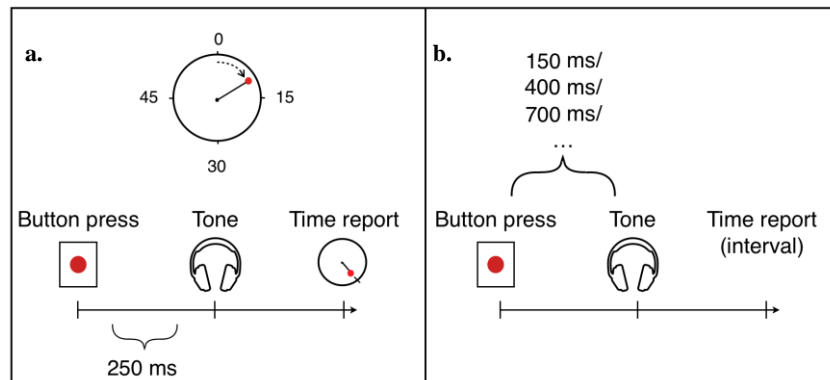 a.
0
45
15
30
Button press
Tone
Time report
250 ms
b.
150 ms/
400 ms/
700 ms/
...
Button press
Tone
Time report
(interval)